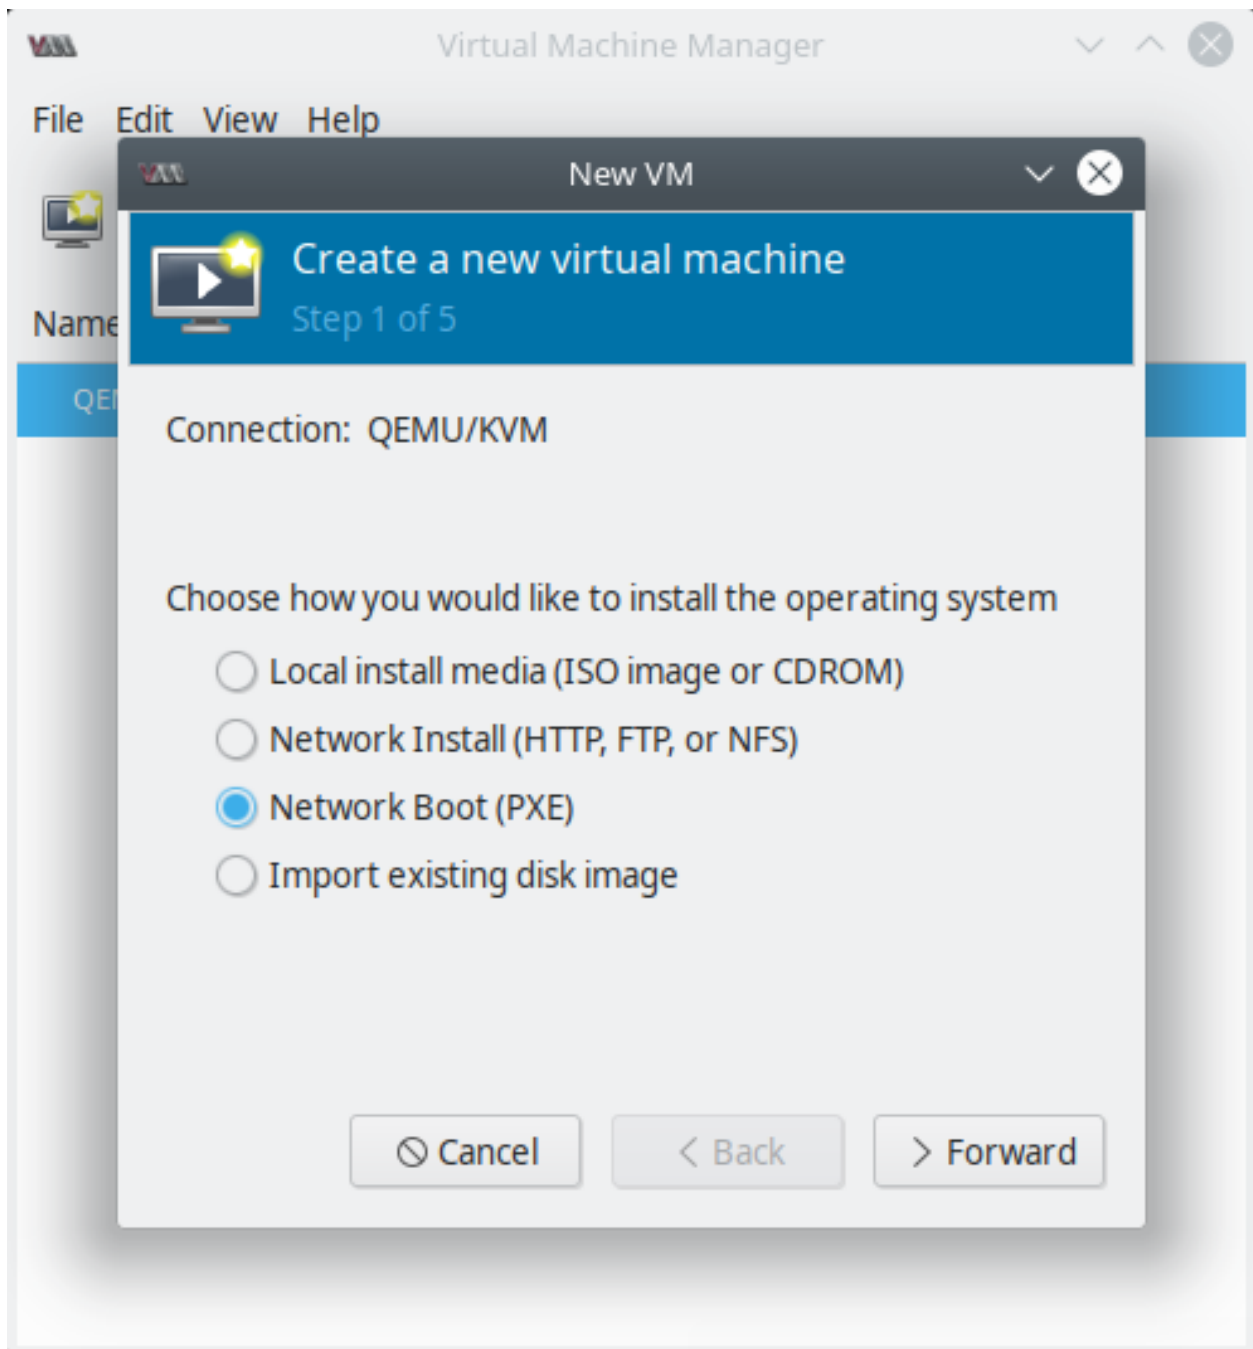 Virtual Machine Manager
File Edit View Help
New VM
Create a new virtual machine
Step 1 of 5
Name
Connection: QEMU/KVM
Choose how you would like to install the operating system
Local install media (ISO image or CDROM)
Network Install (HTTP, FTP, or NFS)
Network Boot (PXE)
Import existing disk image
Cancel
Back
Forward